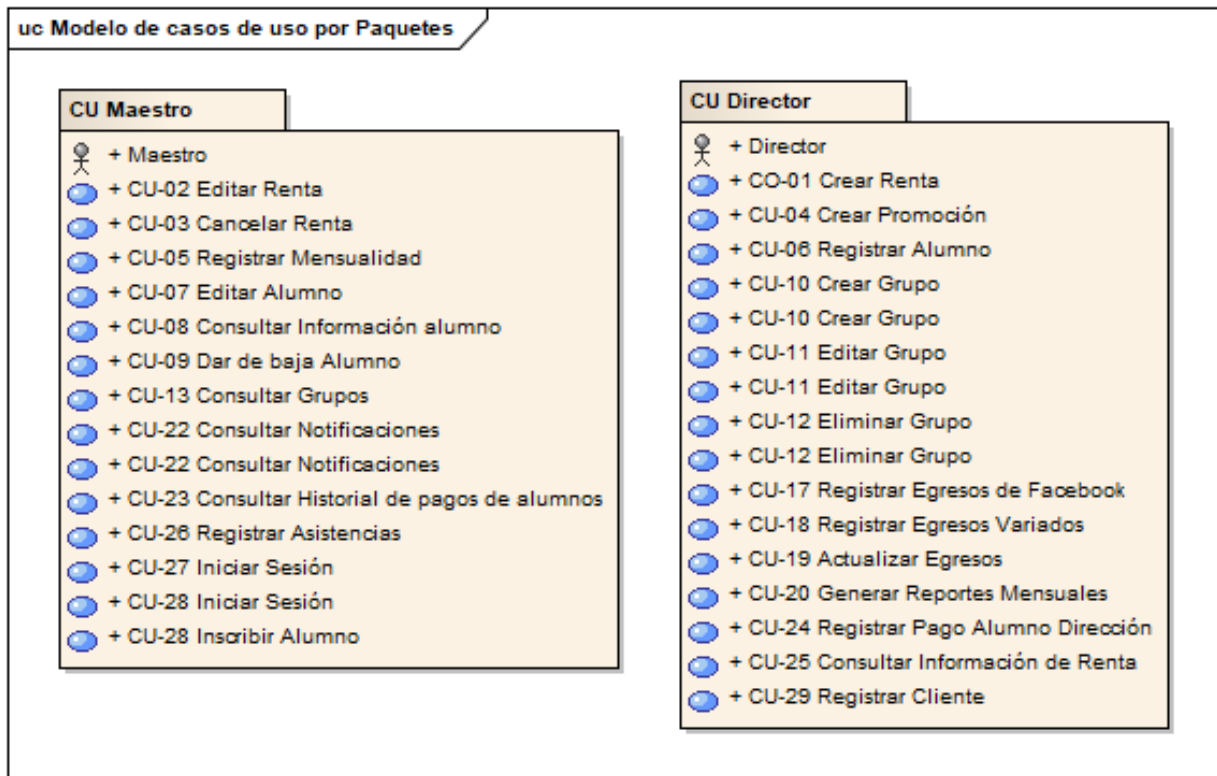 uc Modelo de casos de uso por Paquetes
CU Maestro
+ Maestro
+ CU-02 Editar Renta
+ CU-03 Cancelar Renta
+ CU-05 Registrar Mensualidad
+ CU-07 Editar Alumno
+ CU-08 Consultar Información alumno
+ CU-09 Dar de baja Alumno
+ CU-13 Consultar Grupos
+ CU-22 Consultar Notificaciones
+ CU-22 Consultar Notificaciones
+ CU-23 Consultar Historial de pagos de alumnos
+ CU-26 Registrar Asistencias
+ CU-27 Iniciar Sesión
+ CU-28 Iniciar Sesión
+ CU-28 Inscribir Alumno
CU Director
+ Director
+ CO-01 Crear Renta
+ CU-04 Crear Promoción
+ CU-06 Registrar Alumno
+ CU-10 Crear Grupo
+ CU-10 Crear Grupo
+ CU-11 Editar Grupo
+ CU-11 Editar Grupo
+ CU-12 Eliminar Grupo
+ CU-12 Eliminar Grupo
+ CU-17 Registrar Egresos de Facebook
+ CU-18 Registrar Egresos Variados
+ CU-19 Actualizar Egresos
+ CU-20 Generar Reportes Mensuales
+ CU-24 Registrar Pago Alumno Dirección
+ CU-25 Consultar Información de Renta
+ CU-29 Registrar Cliente